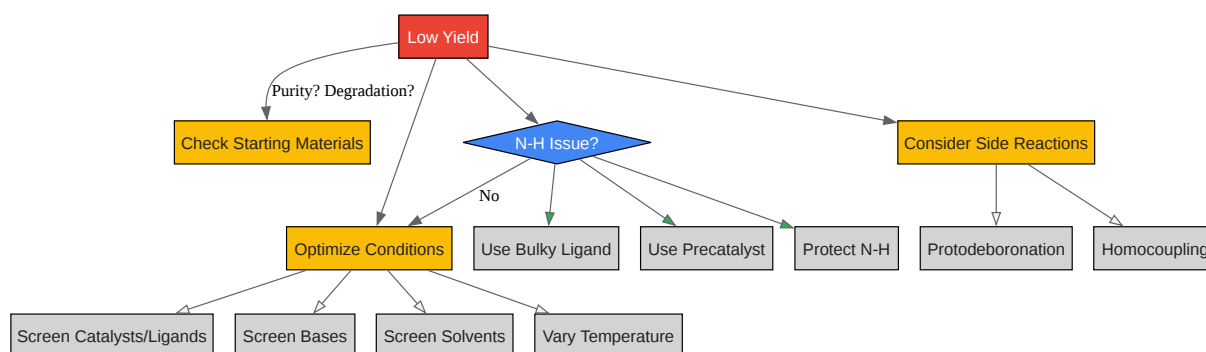 Low Yield
Purity? Degradation?
Check Starting Materials
N-H Issue?
Consider Side Reactions
No
Optimize Conditions
Use Bulky Ligand
Use Precatalyst
Protect N-H
Protodeboronation
Homocoupling
Screen Catalysts/Ligands
Screen Bases
Screen Solvents
Vary Temperature